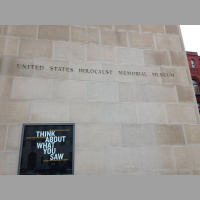 UNITED STATES HOLOCAUST MEMORIAL MUSEUM
THINK
ABOUT
WHAT
YOU
SAW